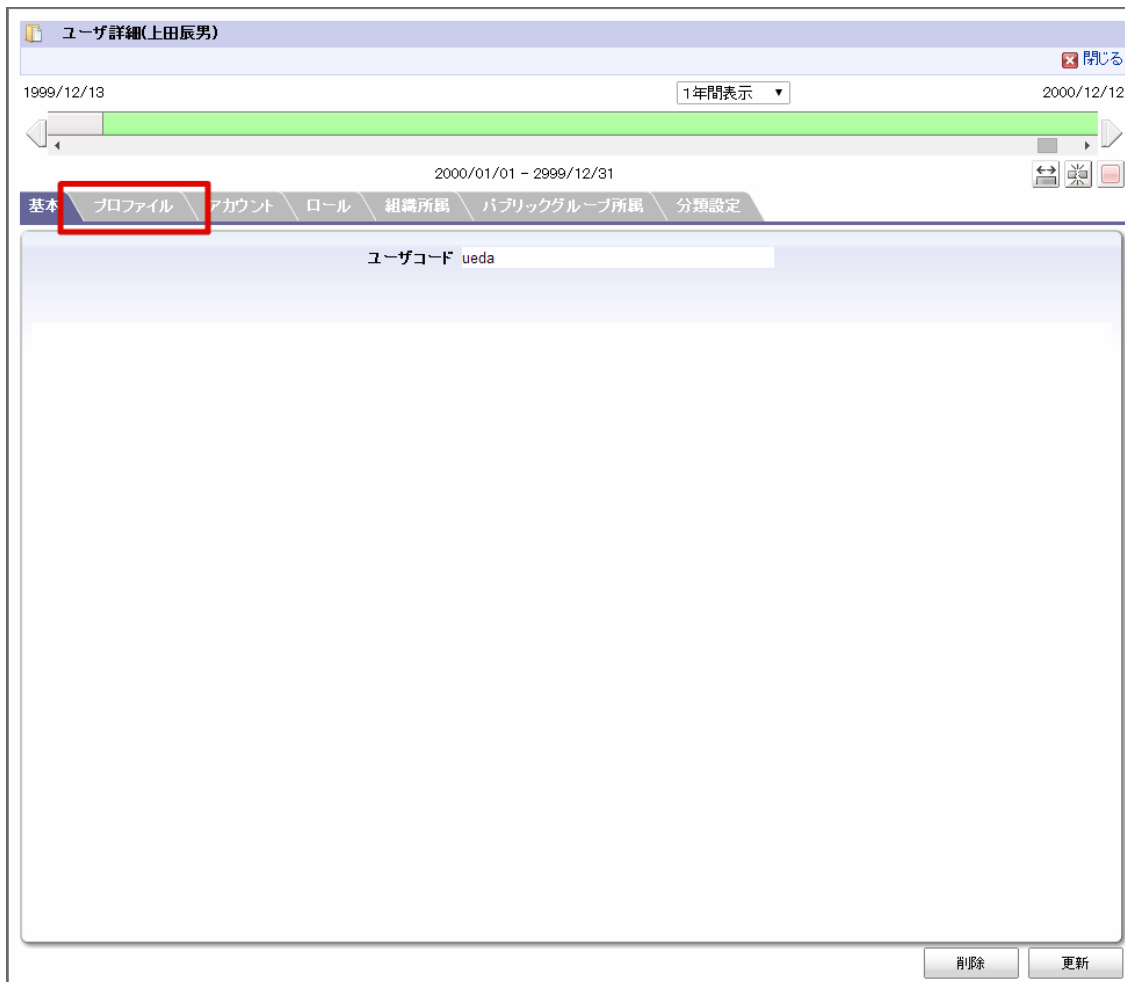 ユーザ詳細(上田辰男)
閉じる
1999/12/13 1年間表示 2000/12/12
2000/01/01 - 2999/12/31
基本 プロファイル アカウント ロール 組織所属 パブリックグループ所属 分類設定
ユーザコード ueda
削除 更新